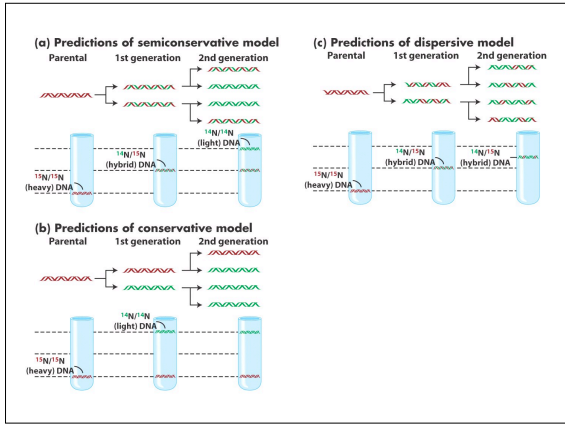 (a) Predictions of semiconservative model
Parental 1st generation 2nd generation
14N/14N
(light) DNA
14N/15N
(hybrid) DNA
15N/15N
(heavy) DNA
(b) Predictions of conservative model
Parental 1st generation 2nd generation
14N/14N
(light) DNA
15N/15N
(heavy) DNA
(c) Predictions of dispersive model
Parental 1st generation 2nd generation
14N/15N
(hybrid) DNA
14N/15N
(hybrid) DNA
15N/15N
(heavy) DNA